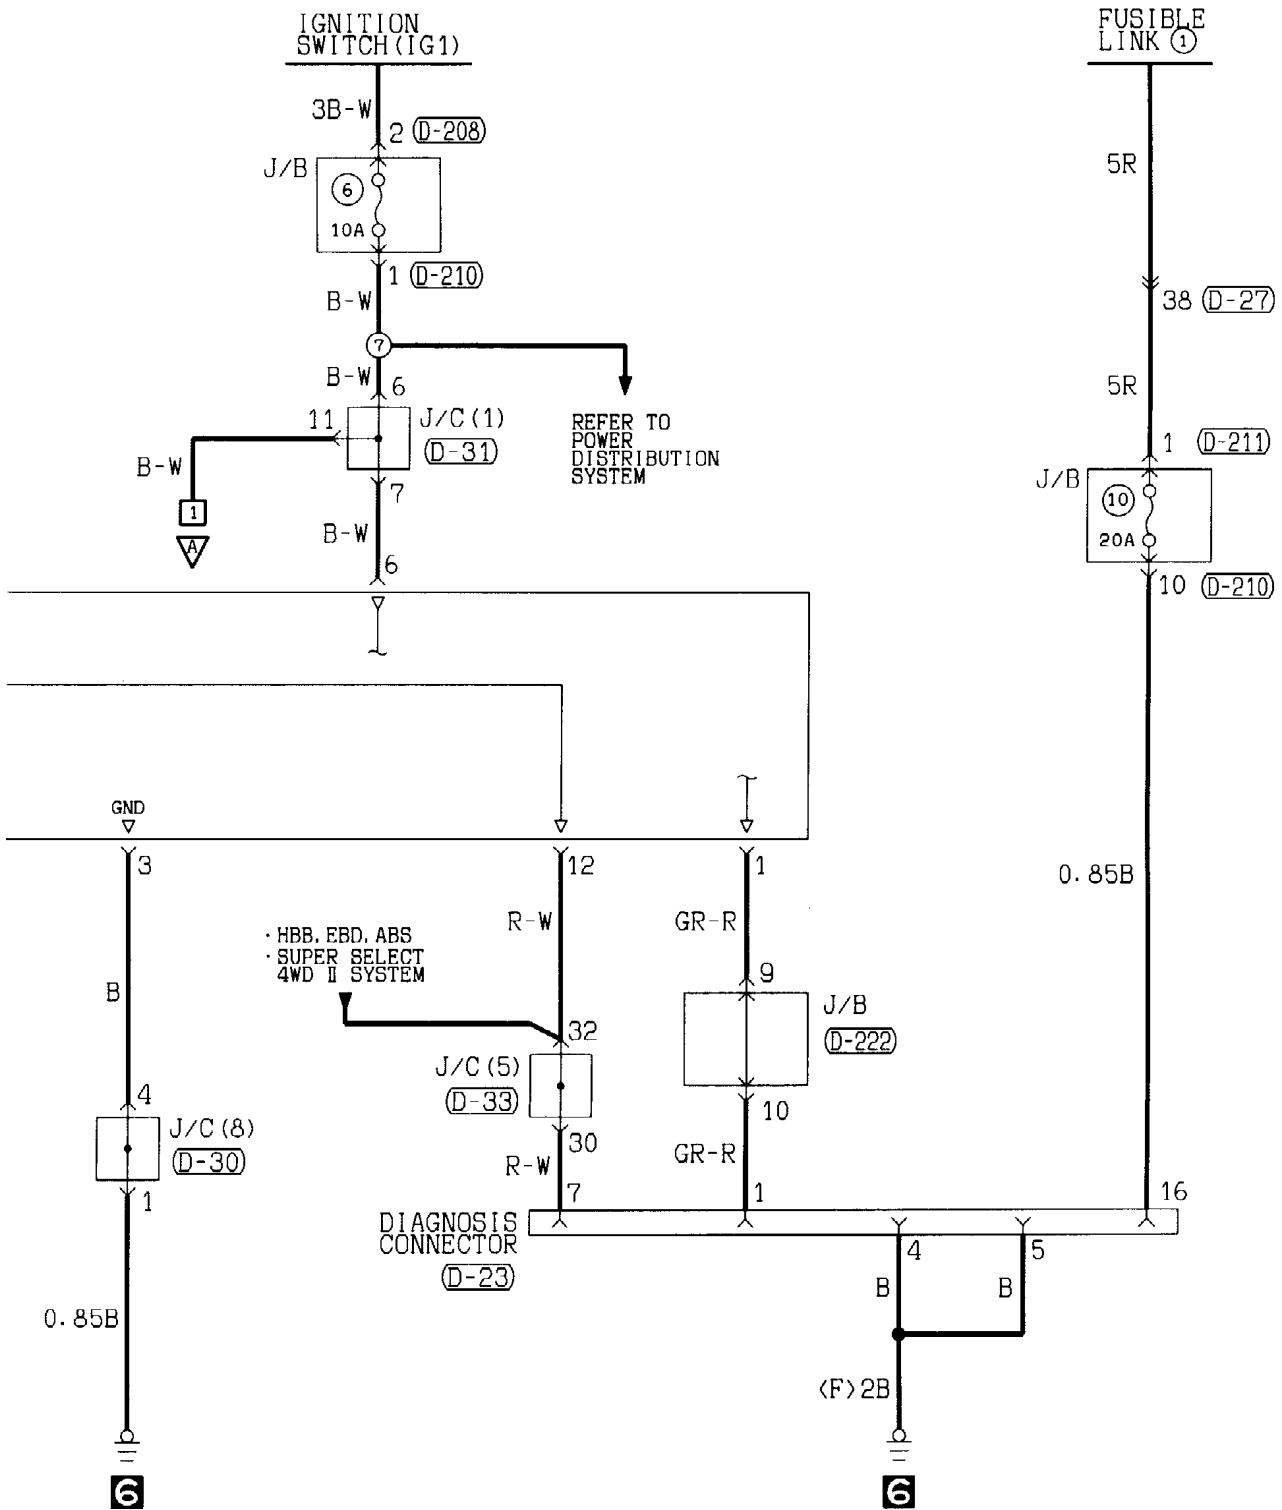 IGNITION
SWITCH(IG1)
FUSIBLE
LINK ①
3B-W
2 (D-208)
J/B
6
10A
1 (D-210)
B-W
7
B-W
6
11
J/C(1)
(D-31)
B-W
7
1
A
B-W
6
REFER TO
POWER
DISTRIBUTION
SYSTEM
5R
38 (D-27)
5R
1 (D-211)
J/B
10
20A
10 (D-210)
GND
3
12
1
0.85B
R-W
GR-R
· HBB. EBD. ABS
· SUPER SELECT
4WD Ⅱ SYSTEM
B
9
J/B
(D-222)
32
J/C(5)
(D-33)
4
10
J/C(8)
(D-30)
30
R-W
GR-R
1
7
1
16
DIAGNOSIS
CONNECTOR
(D-23)
4
5
B
B
0.85B
<F>2B
6
6